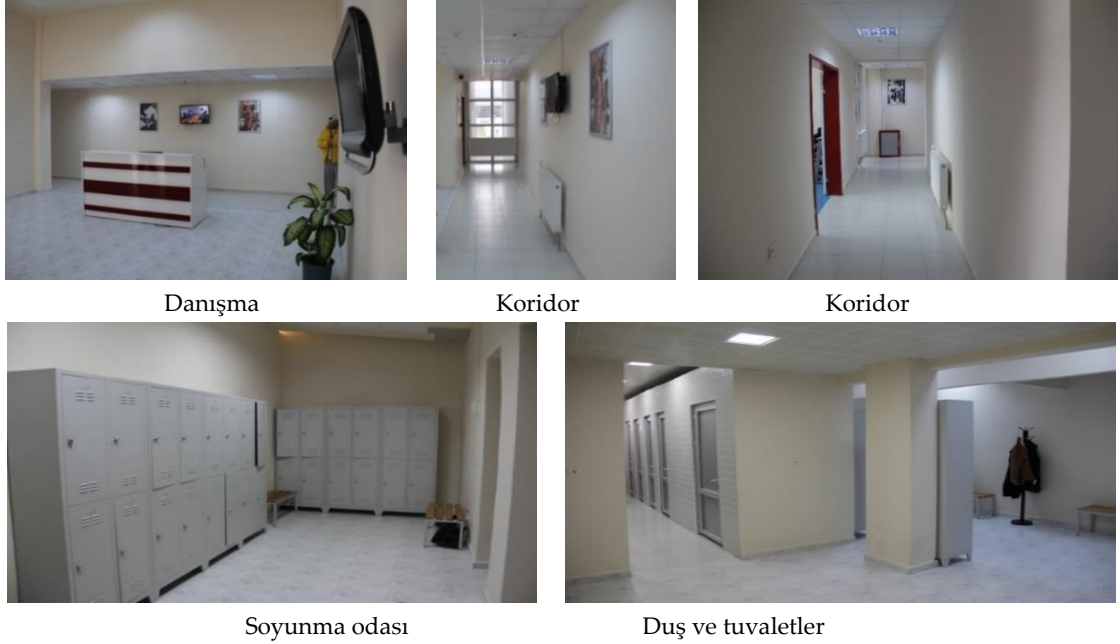 Danışma
Koridor
Koridor
Soyunma odası
Duş ve tuvaletler